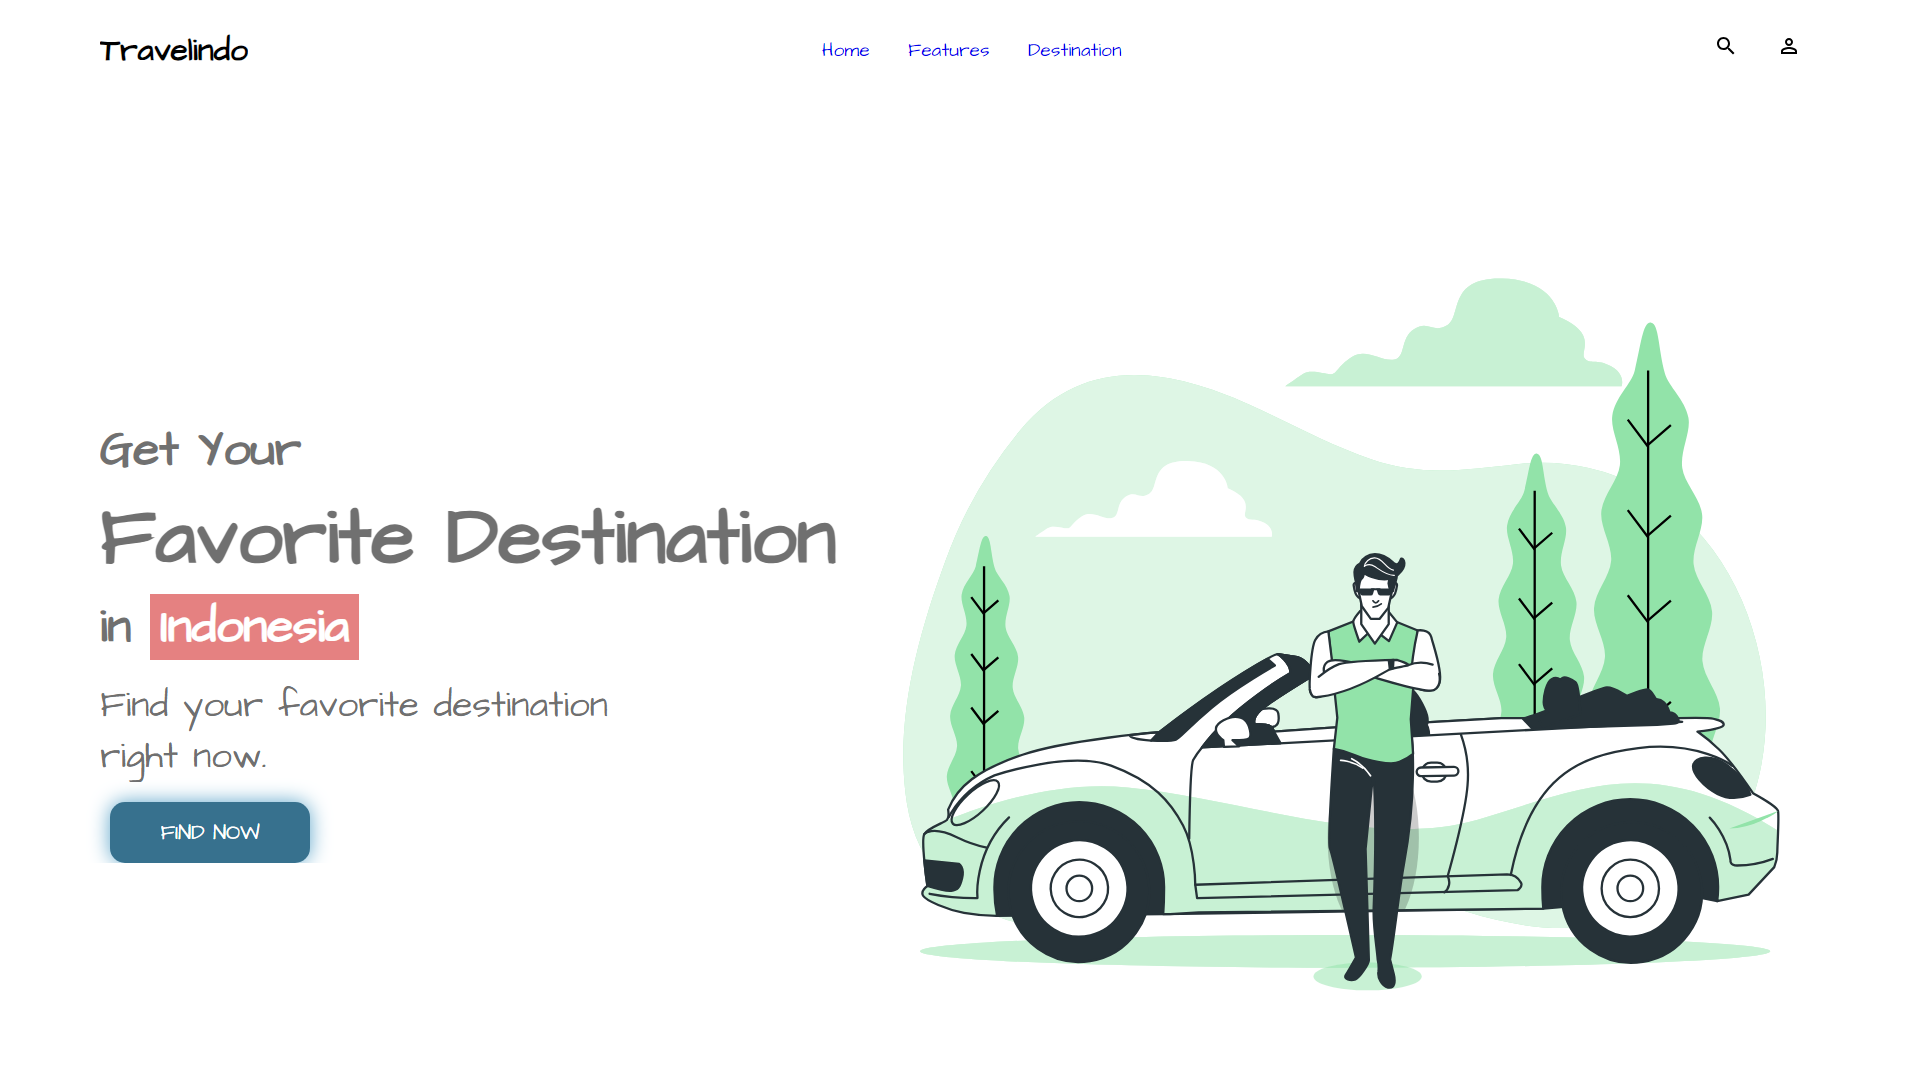 Travelindo
Home Features Destination
Get Your
Favorite Destination
in Indonesia
Find your favorite destination
right now.
FIND NOW